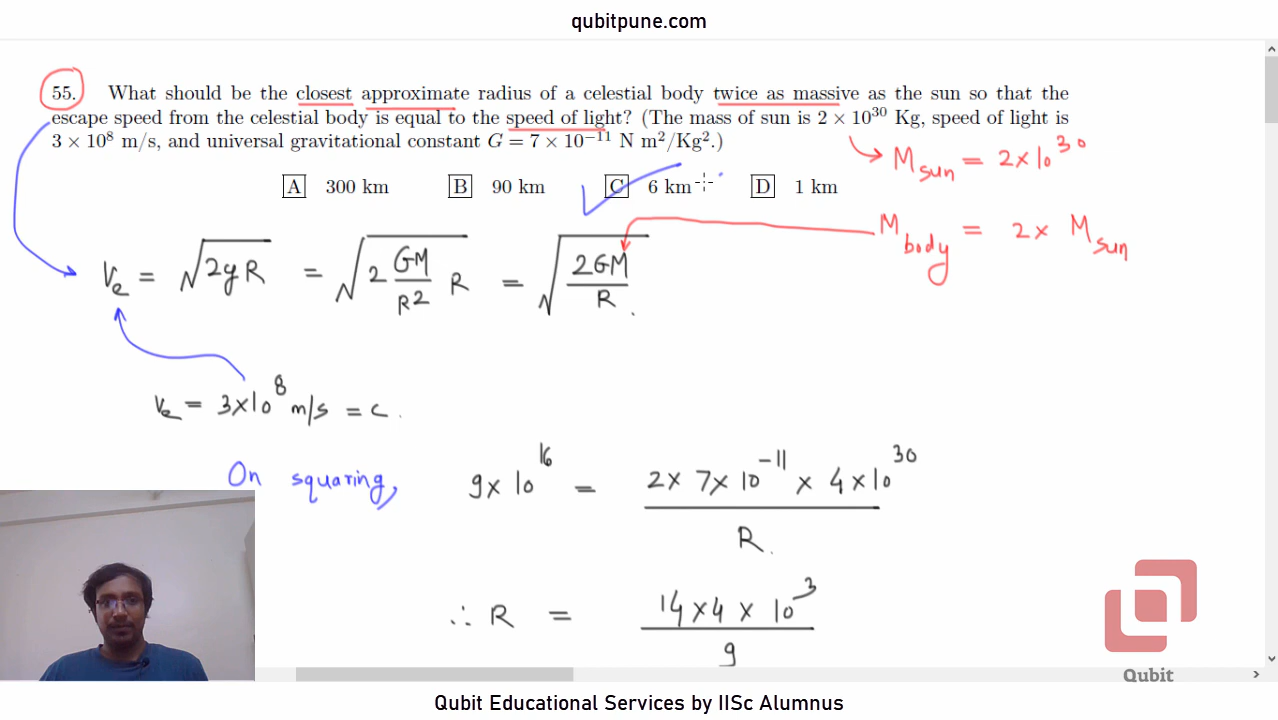 qubitpune.com
55. What should be the closest approximate radius of a celestial body twice as massive as the sun so that the
escape speed from the celestial body is equal to the speed of light? (The mass of sun is 2 × 10^30 Kg, speed of light is
3 × 10^8 m/s, and universal gravitational constant G = 7 × 10^−11 N m^2/Kg^2.)
M_sun = 2×10^30
A 300 km B 90 km C 6 km D 1 km
M_body = 2× M_sun
V_e = √(2gR) = √(2 GM/R^2 R) = √(2GM/R)
V_e = 3×10^8 m/s = c.
On squaring, 9×10^16 = 2×7×10^−11 × 4×10^30 / R
∴ R = 14×4×10^3 / 9
Qubit
Qubit Educational Services by IISc Alumnus